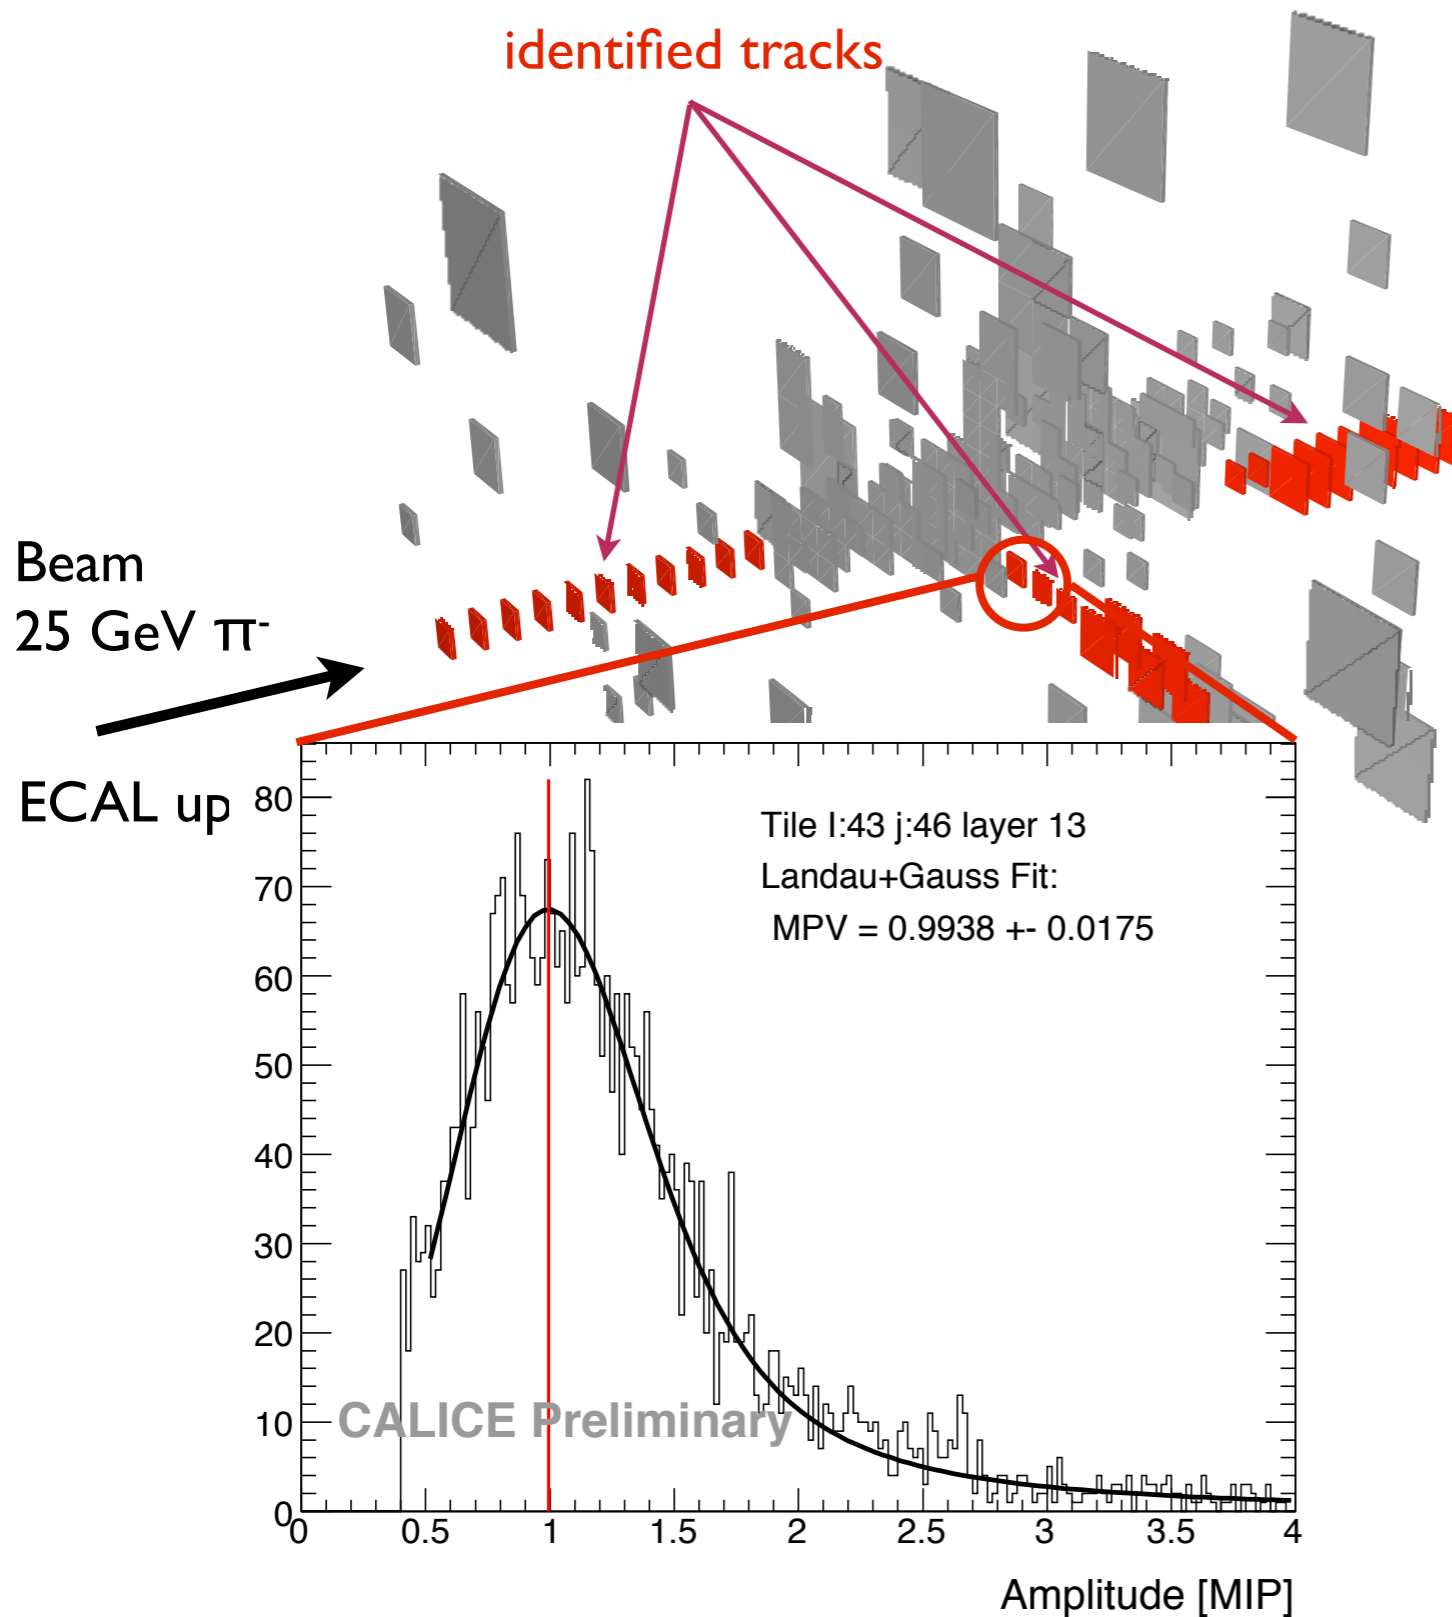 identified tracks
Beam
25 GeV π-
ECAL up
Tile I:43 j:46 layer 13
Landau+Gauss Fit:
MPV = 0.9938 +- 0.0175
80
70
60
50
40
30
20
10
0
CALICE Preliminary
0 0.5 1 1.5 2 2.5 3 3.5 4
Amplitude [MIP]